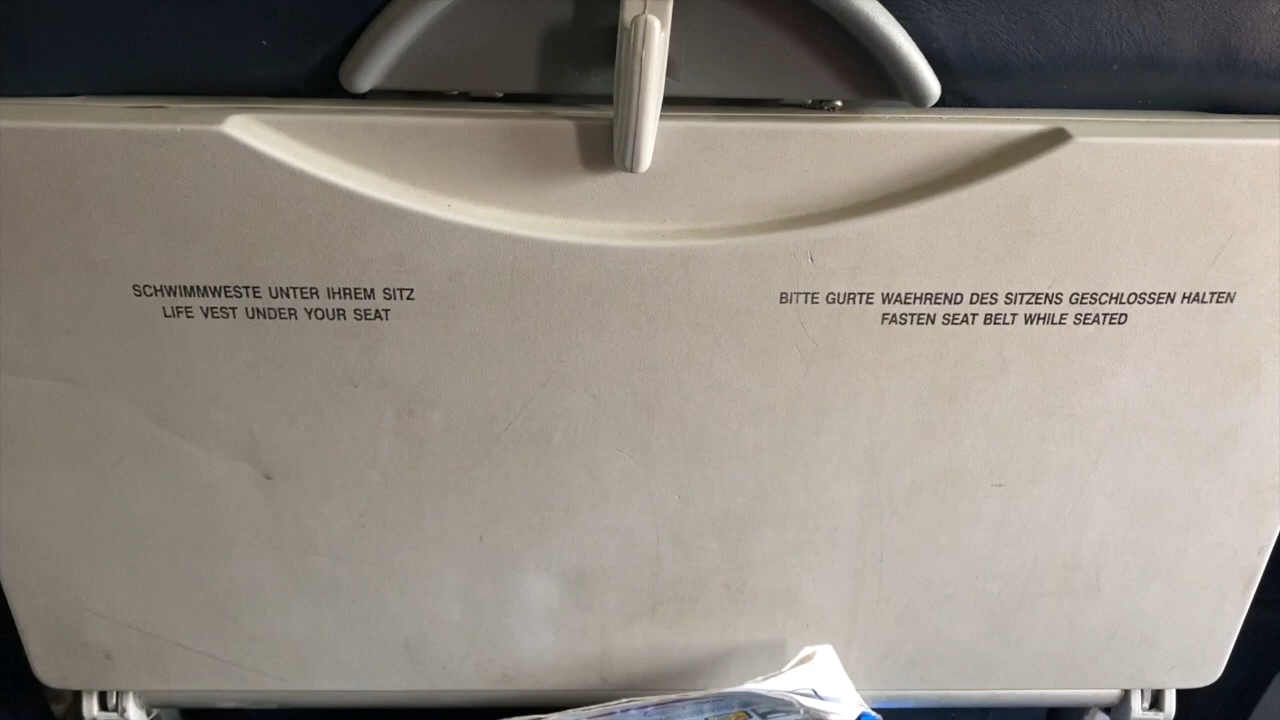 SCHWIMMWESTE UNTER IHREM SITZ
LIFE VEST UNDER YOUR SEAT
BITTE GURTE WAEHREND DES SITZENS GESCHLOSSEN HALTEN
FASTEN SEAT BELT WHILE SEATED